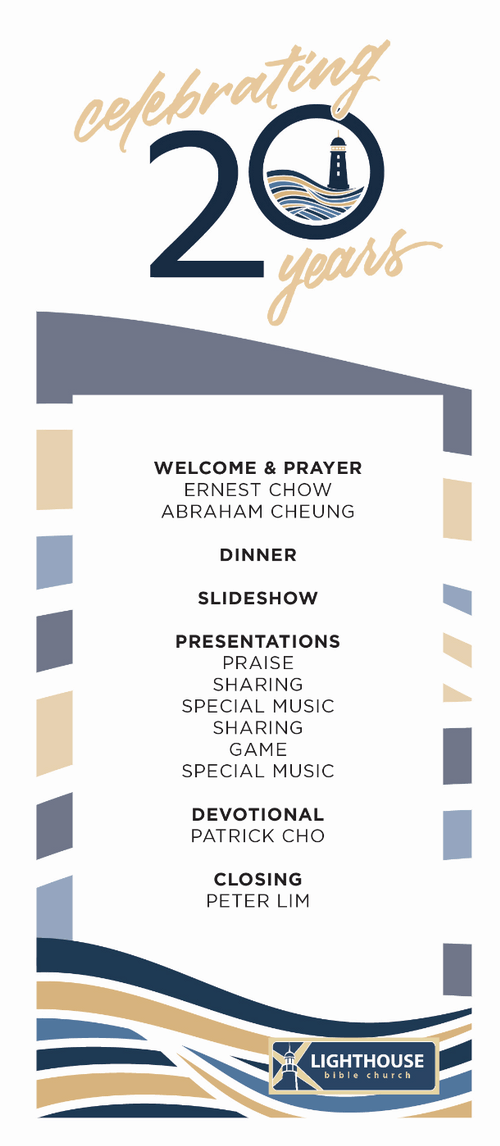 celebrating
20
years
WELCOME & PRAYER
ERNEST CHOW
ABRAHAM CHEUNG
DINNER
SLIDESHOW
PRESENTATIONS
PRAISE
SHARING
SPECIAL MUSIC
SHARING
GAME
SPECIAL MUSIC
DEVOTIONAL
PATRICK CHO
CLOSING
PETER LIM
LIGHTHOUSE
bible church